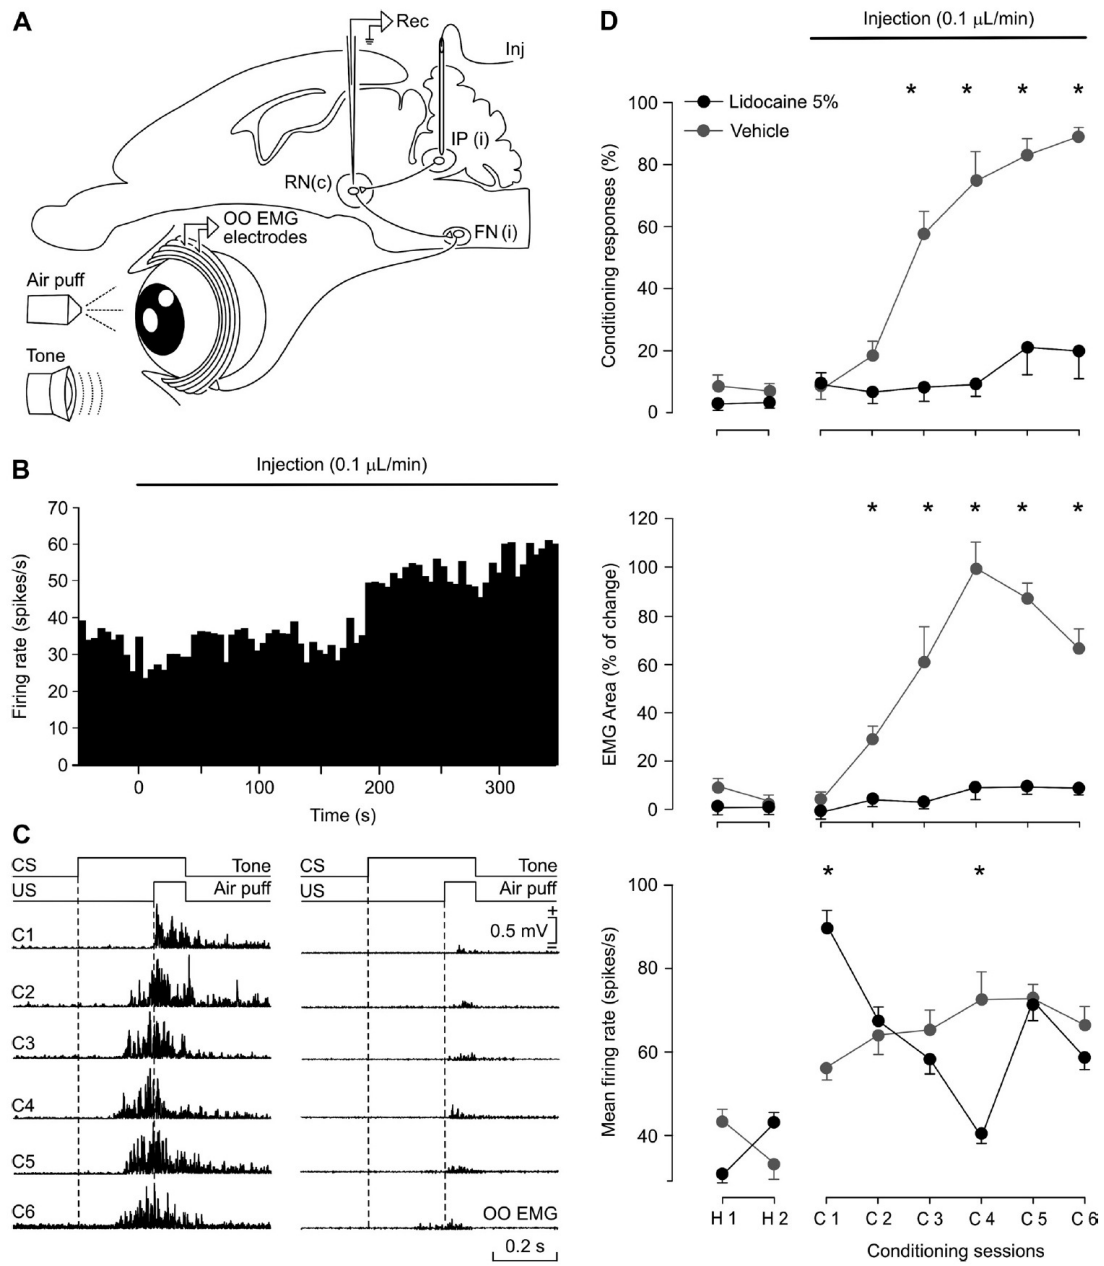 A
Rec
Inj
IP (i)
RN(c)
FN (i)
OO EMG
electrodes
Air puff
Tone
B
Injection (0.1 µL/min)
Firing rate (spikes/s)
70
60
50
40
30
20
10
0
0 100 200 300
Time (s)
C
CS Tone
US Air puff
C1
C2
C3
C4
C5
C6
CS Tone
US Air puff
+
0.5 mV
=
OO EMG
0.2 s
D
Injection (0.1 µL/min)
* * * *
Lidocaine 5%
Vehicle
Conditioning responses (%)
100
80
60
40
20
0
* * * * *
EMG Area (% of change)
120
100
80
60
40
20
0
* *
Mean firing rate (spikes/s)
100
80
60
40
H 1 H 2 C 1 C 2 C 3 C 4 C 5 C 6
Conditioning sessions